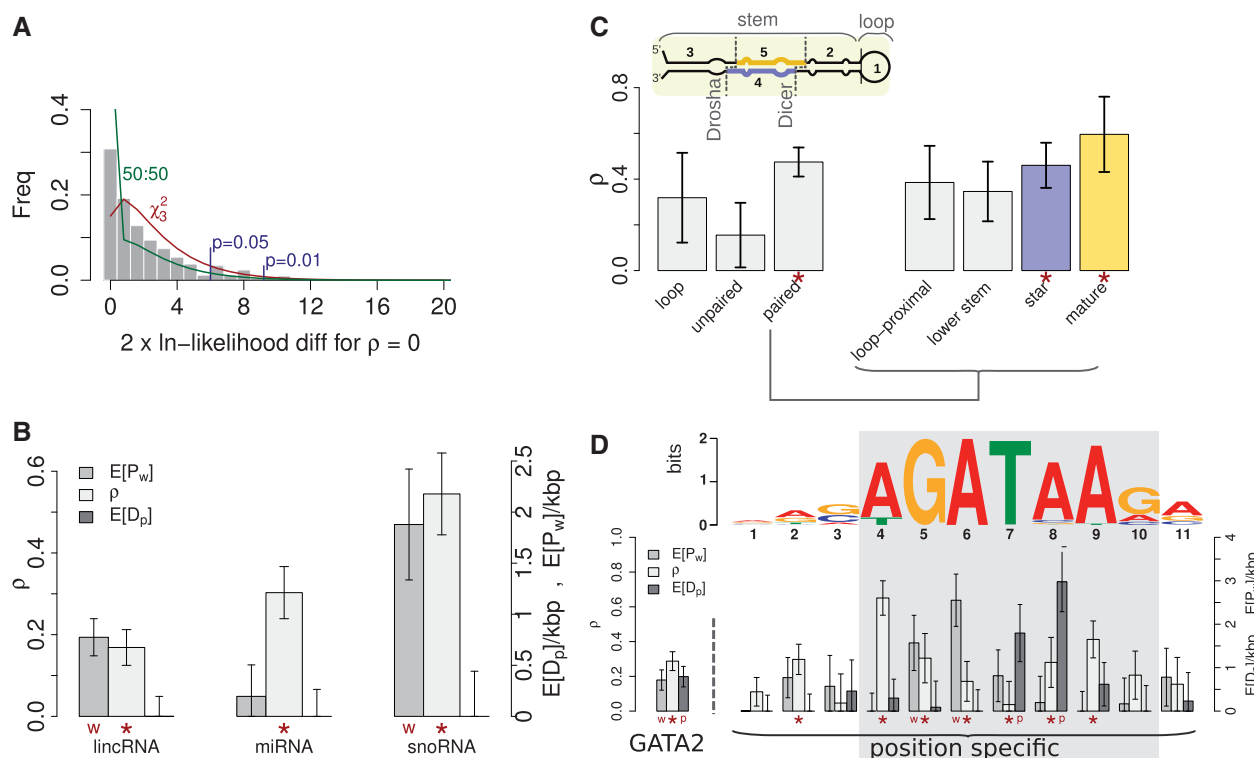 A
Freq
0.0 0.2 0.4
50:50
χ²₃
p=0.05
p=0.01
0 4 8 12 16 20
2 x ln−likelihood diff for ρ = 0
B
E[Pw]
ρ
E[Dp]
ρ
0.0 0.2 0.4 0.6
0 0.5 1 1.5 2 2.5
E[Dp]/kbp , E[Pw]/kbp
w * * w *
lincRNA miRNA snoRNA
C
stem loop
5' 3 5 2 1
3' 4
Drosha Dicer
ρ
0.0 0.4 0.8
* * *
loop unpaired paired loop−proximal lower stem star mature
D
bits
0 1 2
A G A T A A G A
1 2 3 4 5 6 7 8 9 10 11
E[Pw]
ρ
E[Dp]
ρ
0.0 0.2 0.4 0.6 0.8 1.0
0 1 2 3 4
E[Dp]/kbp , E[Pw]/kbp
w * p * * w * w * * p * p *
GATA2 position specific